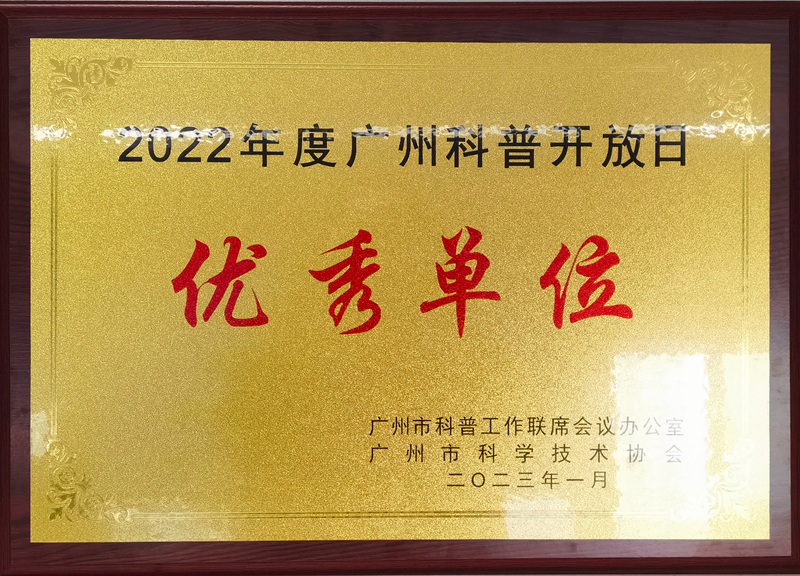 2022年度广州科普开放日
优秀单位
广州市科普工作联席会议办公室
广州市科学技术协会
二〇二三年一月